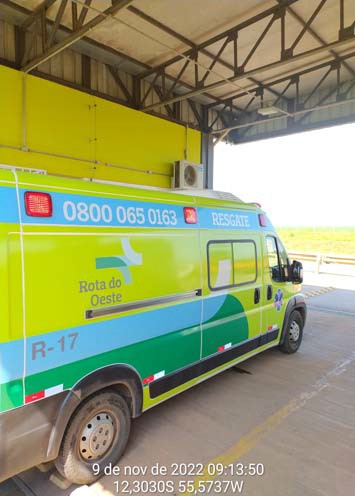 0800 065 0163
RESGATE
Rota do
Oeste
R-17
9 de nov de 2022 09:13:50
12,3030S 55,5737W